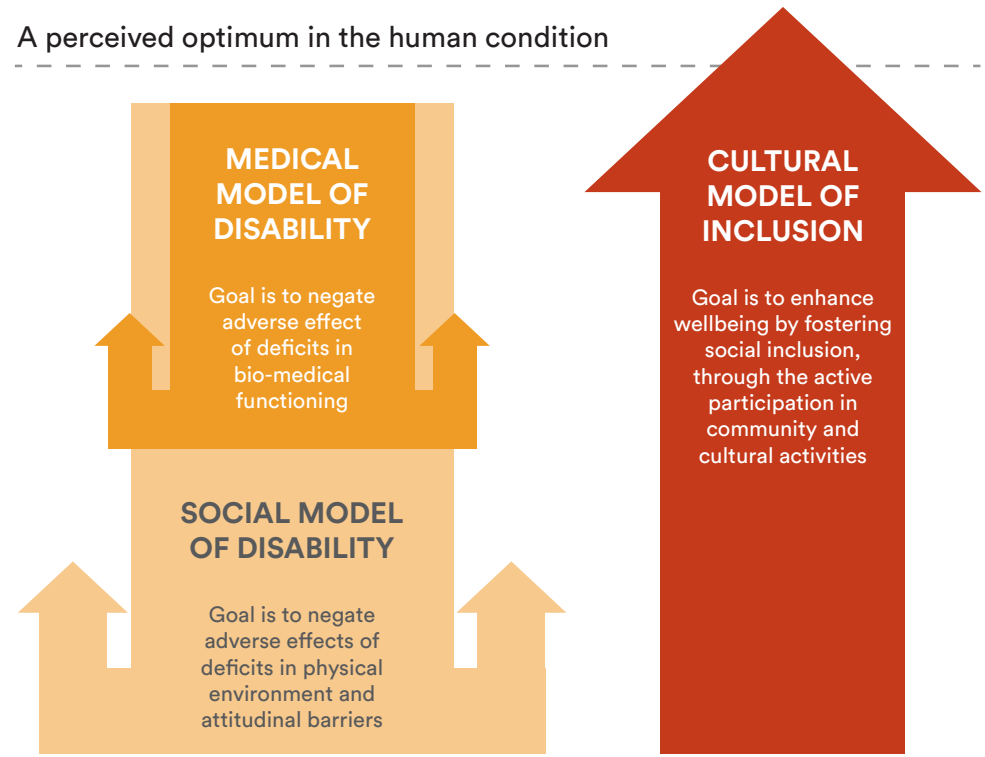 A perceived optimum in the human condition
MEDICAL
MODEL OF
DISABILITY
Goal is to negate
adverse effect
of deficits in
bio-medical
functioning
SOCIAL MODEL
OF DISABILITY
Goal is to negate
adverse effects of
deficits in physical
environment and
attitudinal barriers
CULTURAL
MODEL OF
INCLUSION
Goal is to enhance
wellbeing by fostering
social inclusion,
through the active
participation in
community and
cultural activities